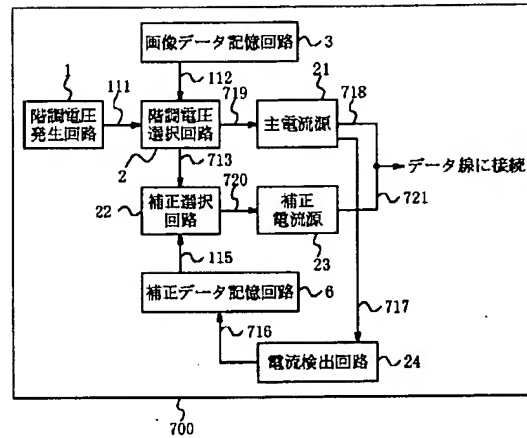 画像データ記憶回路
3
1
111
112
21
階調電圧
発生回路
階調電圧
選択回路
719
主電流源
718
2
713
データ線に接続
22
補正選択
回路
720
補正
電流源
721
23
115
補正データ記憶回路
6
717
716
電流検出回路
24
700